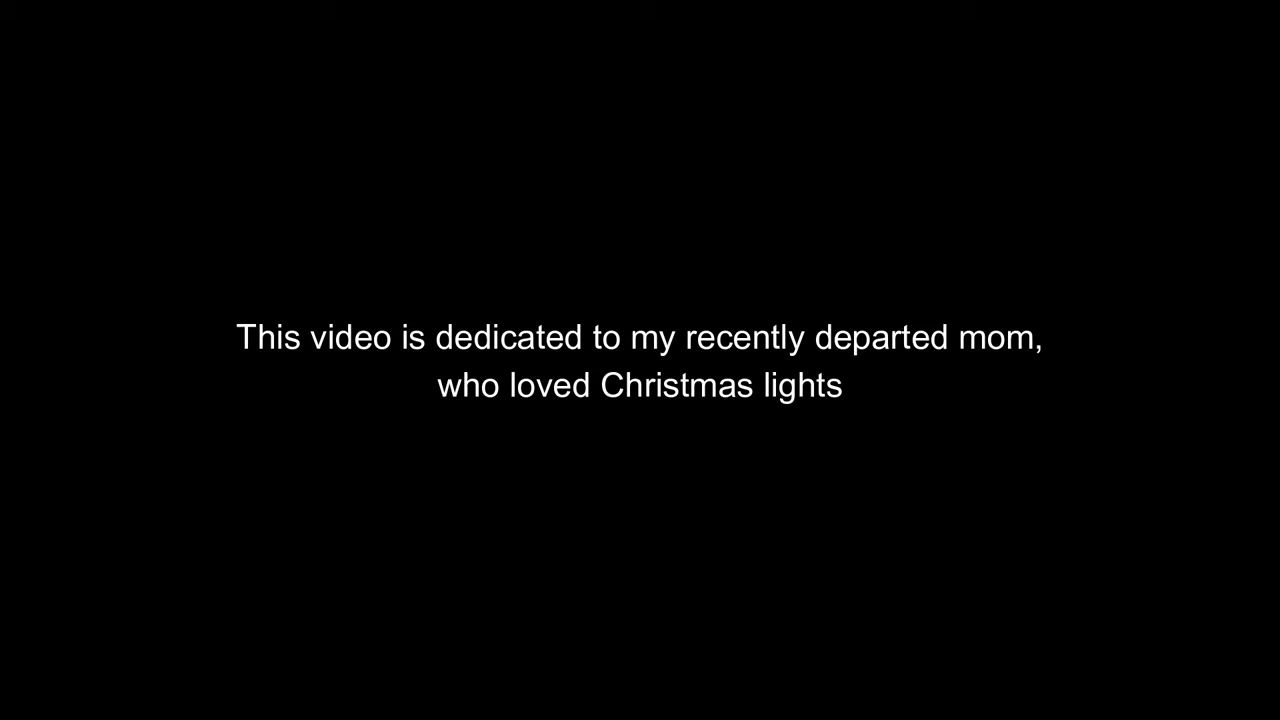 This video is dedicated to my recently departed mom,
who loved Christmas lights